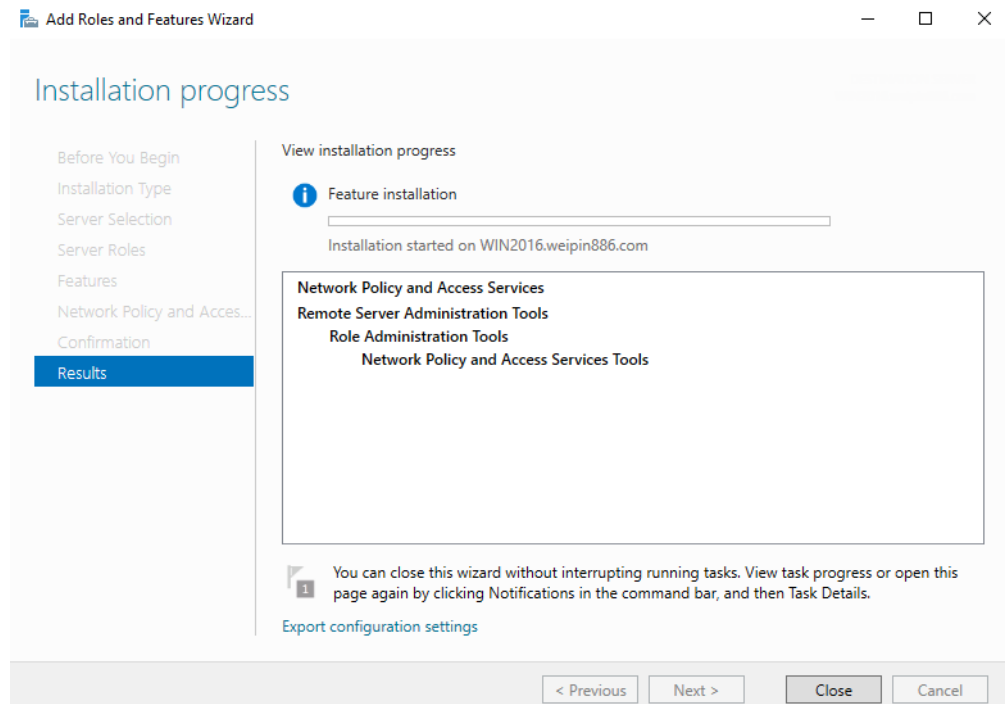 Add Roles and Features Wizard
Installation progress
Before You Begin
Installation Type
Server Selection
Server Roles
Features
Network Policy and Acces...
Confirmation
Results
View installation progress
Feature installation
Installation started on WIN2016.weipin886.com
Network Policy and Access Services
Remote Server Administration Tools
Role Administration Tools
Network Policy and Access Services Tools
1
You can close this wizard without interrupting running tasks. View task progress or open this
page again by clicking Notifications in the command bar, and then Task Details.
Export configuration settings
< Previous
Next >
Close
Cancel